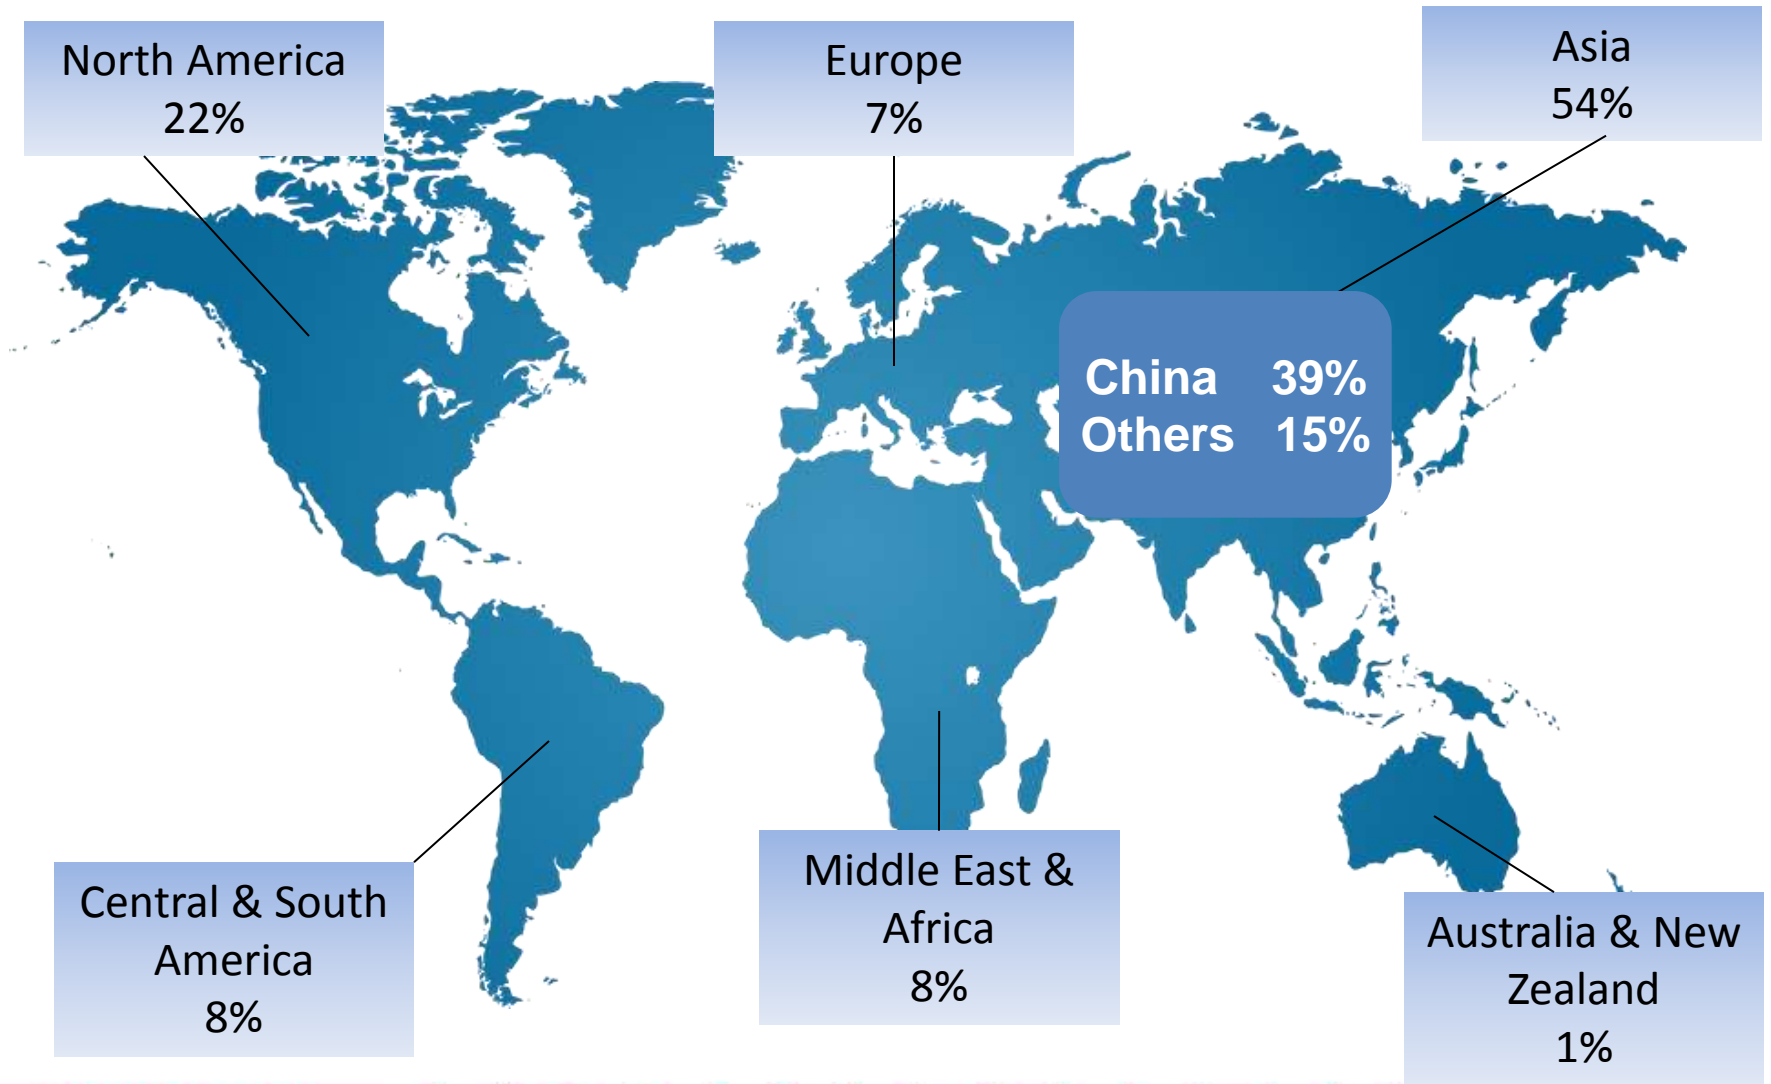 North America
22%
Europe
7%
Asia
54%
China 39%
Others 15%
Central & South
America
8%
Middle East &
Africa
8%
Australia & New
Zealand
1%